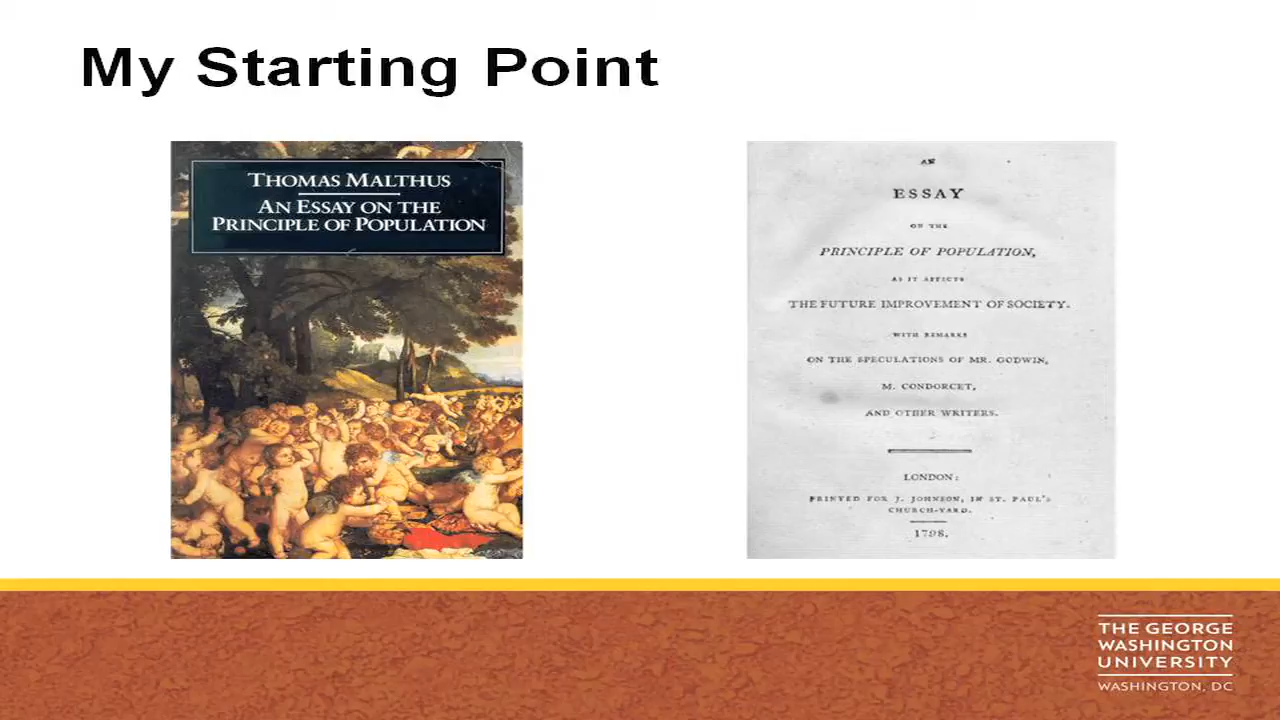 My Starting Point
THOMAS MALTHUS
AN ESSAY ON THE
PRINCIPLE OF POPULATION
AN
ESSAY
ON THE
PRINCIPLE OF POPULATION,
AS IT AFFECTS
THE FUTURE IMPROVEMENT OF SOCIETY.
WITH REMARKS
ON THE SPECULATIONS OF MR. GODWIN,
M. CONDORCET,
AND OTHER WRITERS.
LONDON:
PRINTED FOR J. JOHNSON, IN ST. PAUL'S
CHURCH-YARD.
1798.
THE GEORGE
WASHINGTON
UNIVERSITY
WASHINGTON, DC